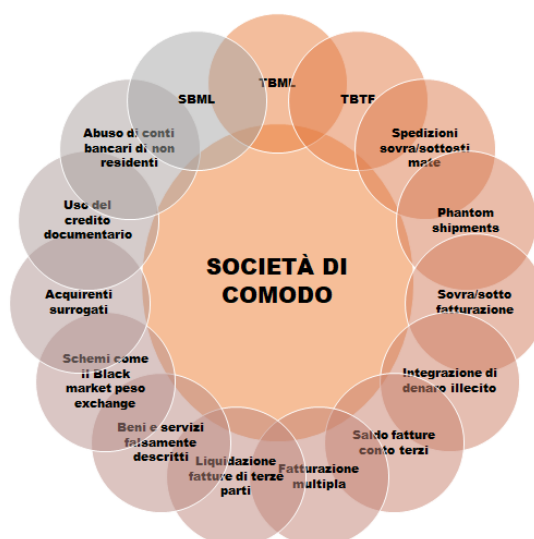 TBML
TBTF
Spedizioni
sovra/sottosti
mate
Phantom
shipments
Sovra/sotto
fatturazione
Integrazione di
denaro illecito
Saldo fatture
conto terzi
Fatturazione
multipla
Liquidazione
fatture di terze
parti
Beni e servizi
falsamente
descritti
Schemi come
il Black
market peso
exchange
Acquirenti
surrogati
Uso del
credito
documentario
Abuso di conti
bancari di non
residenti
SBML
SOCIETÀ DI
COMODO